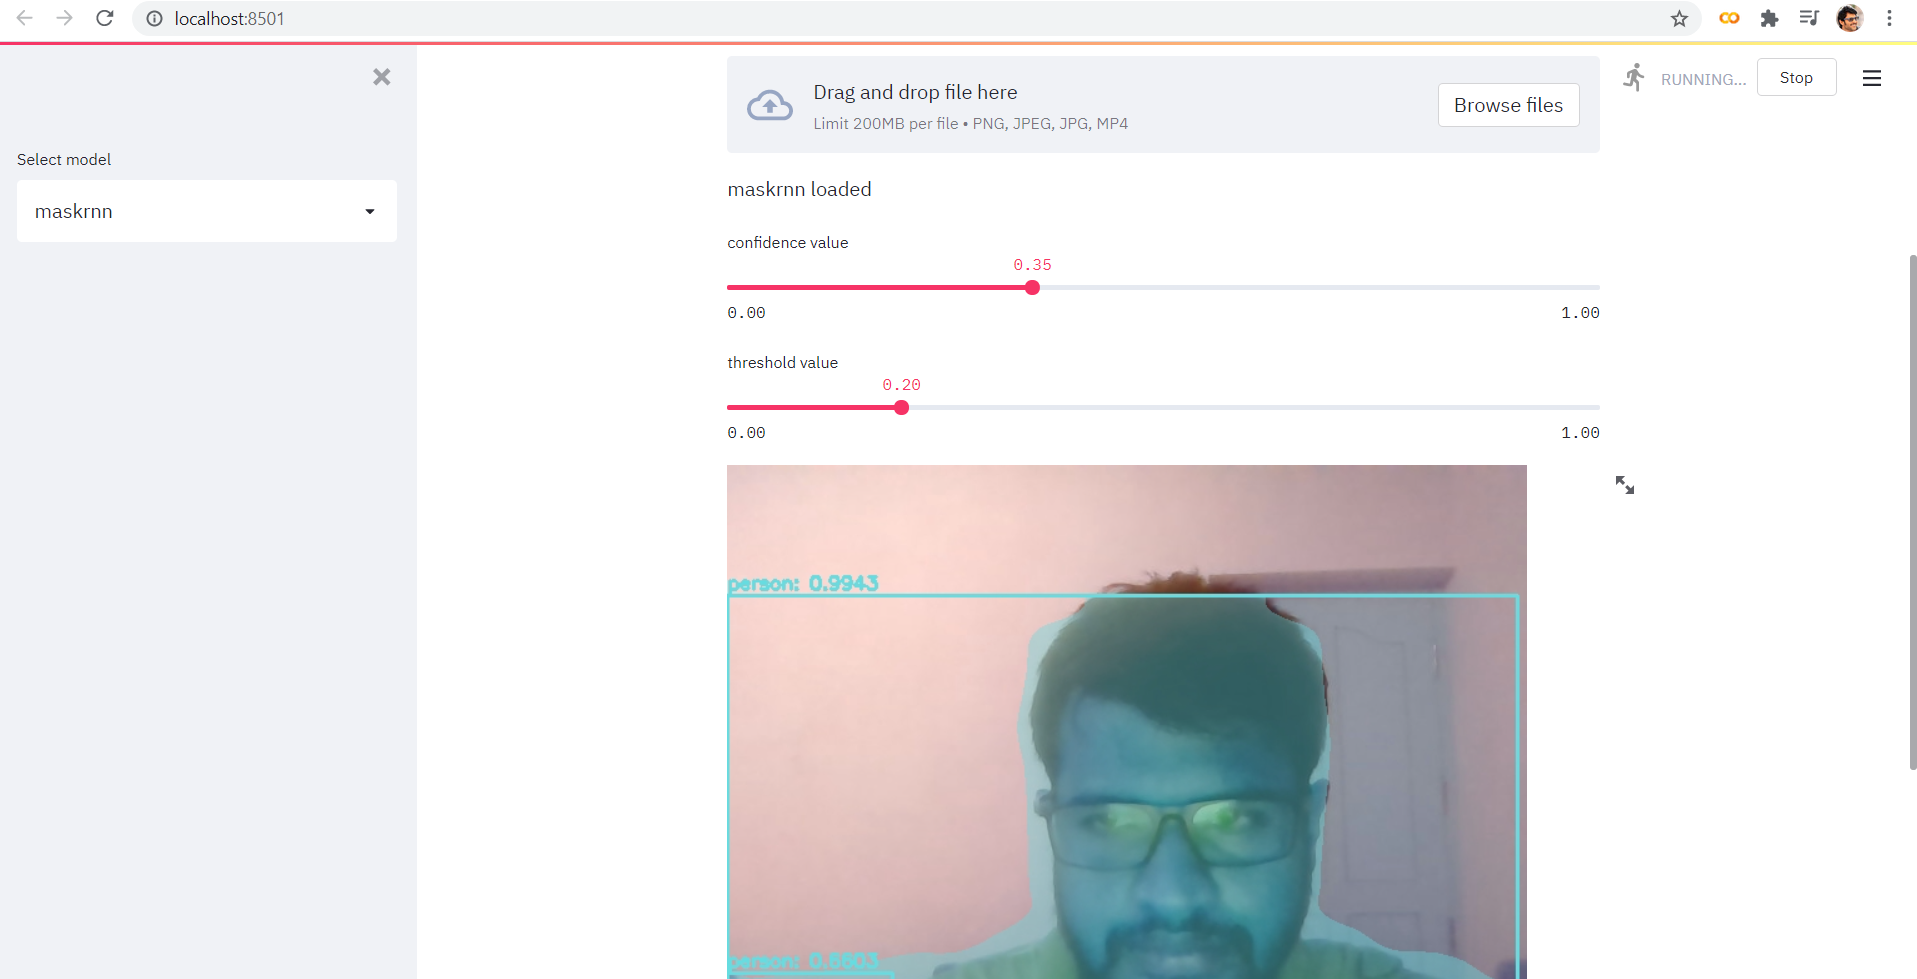 localhost:8501
RUNNING...
Stop
Select model
maskrnn
Drag and drop file here
Limit 200MB per file • PNG, JPEG, JPG, MP4
Browse files
maskrnn loaded
confidence value
0.35
0.00
1.00
threshold value
0.20
0.00
1.00
person: 0.9943
person: 0.6803